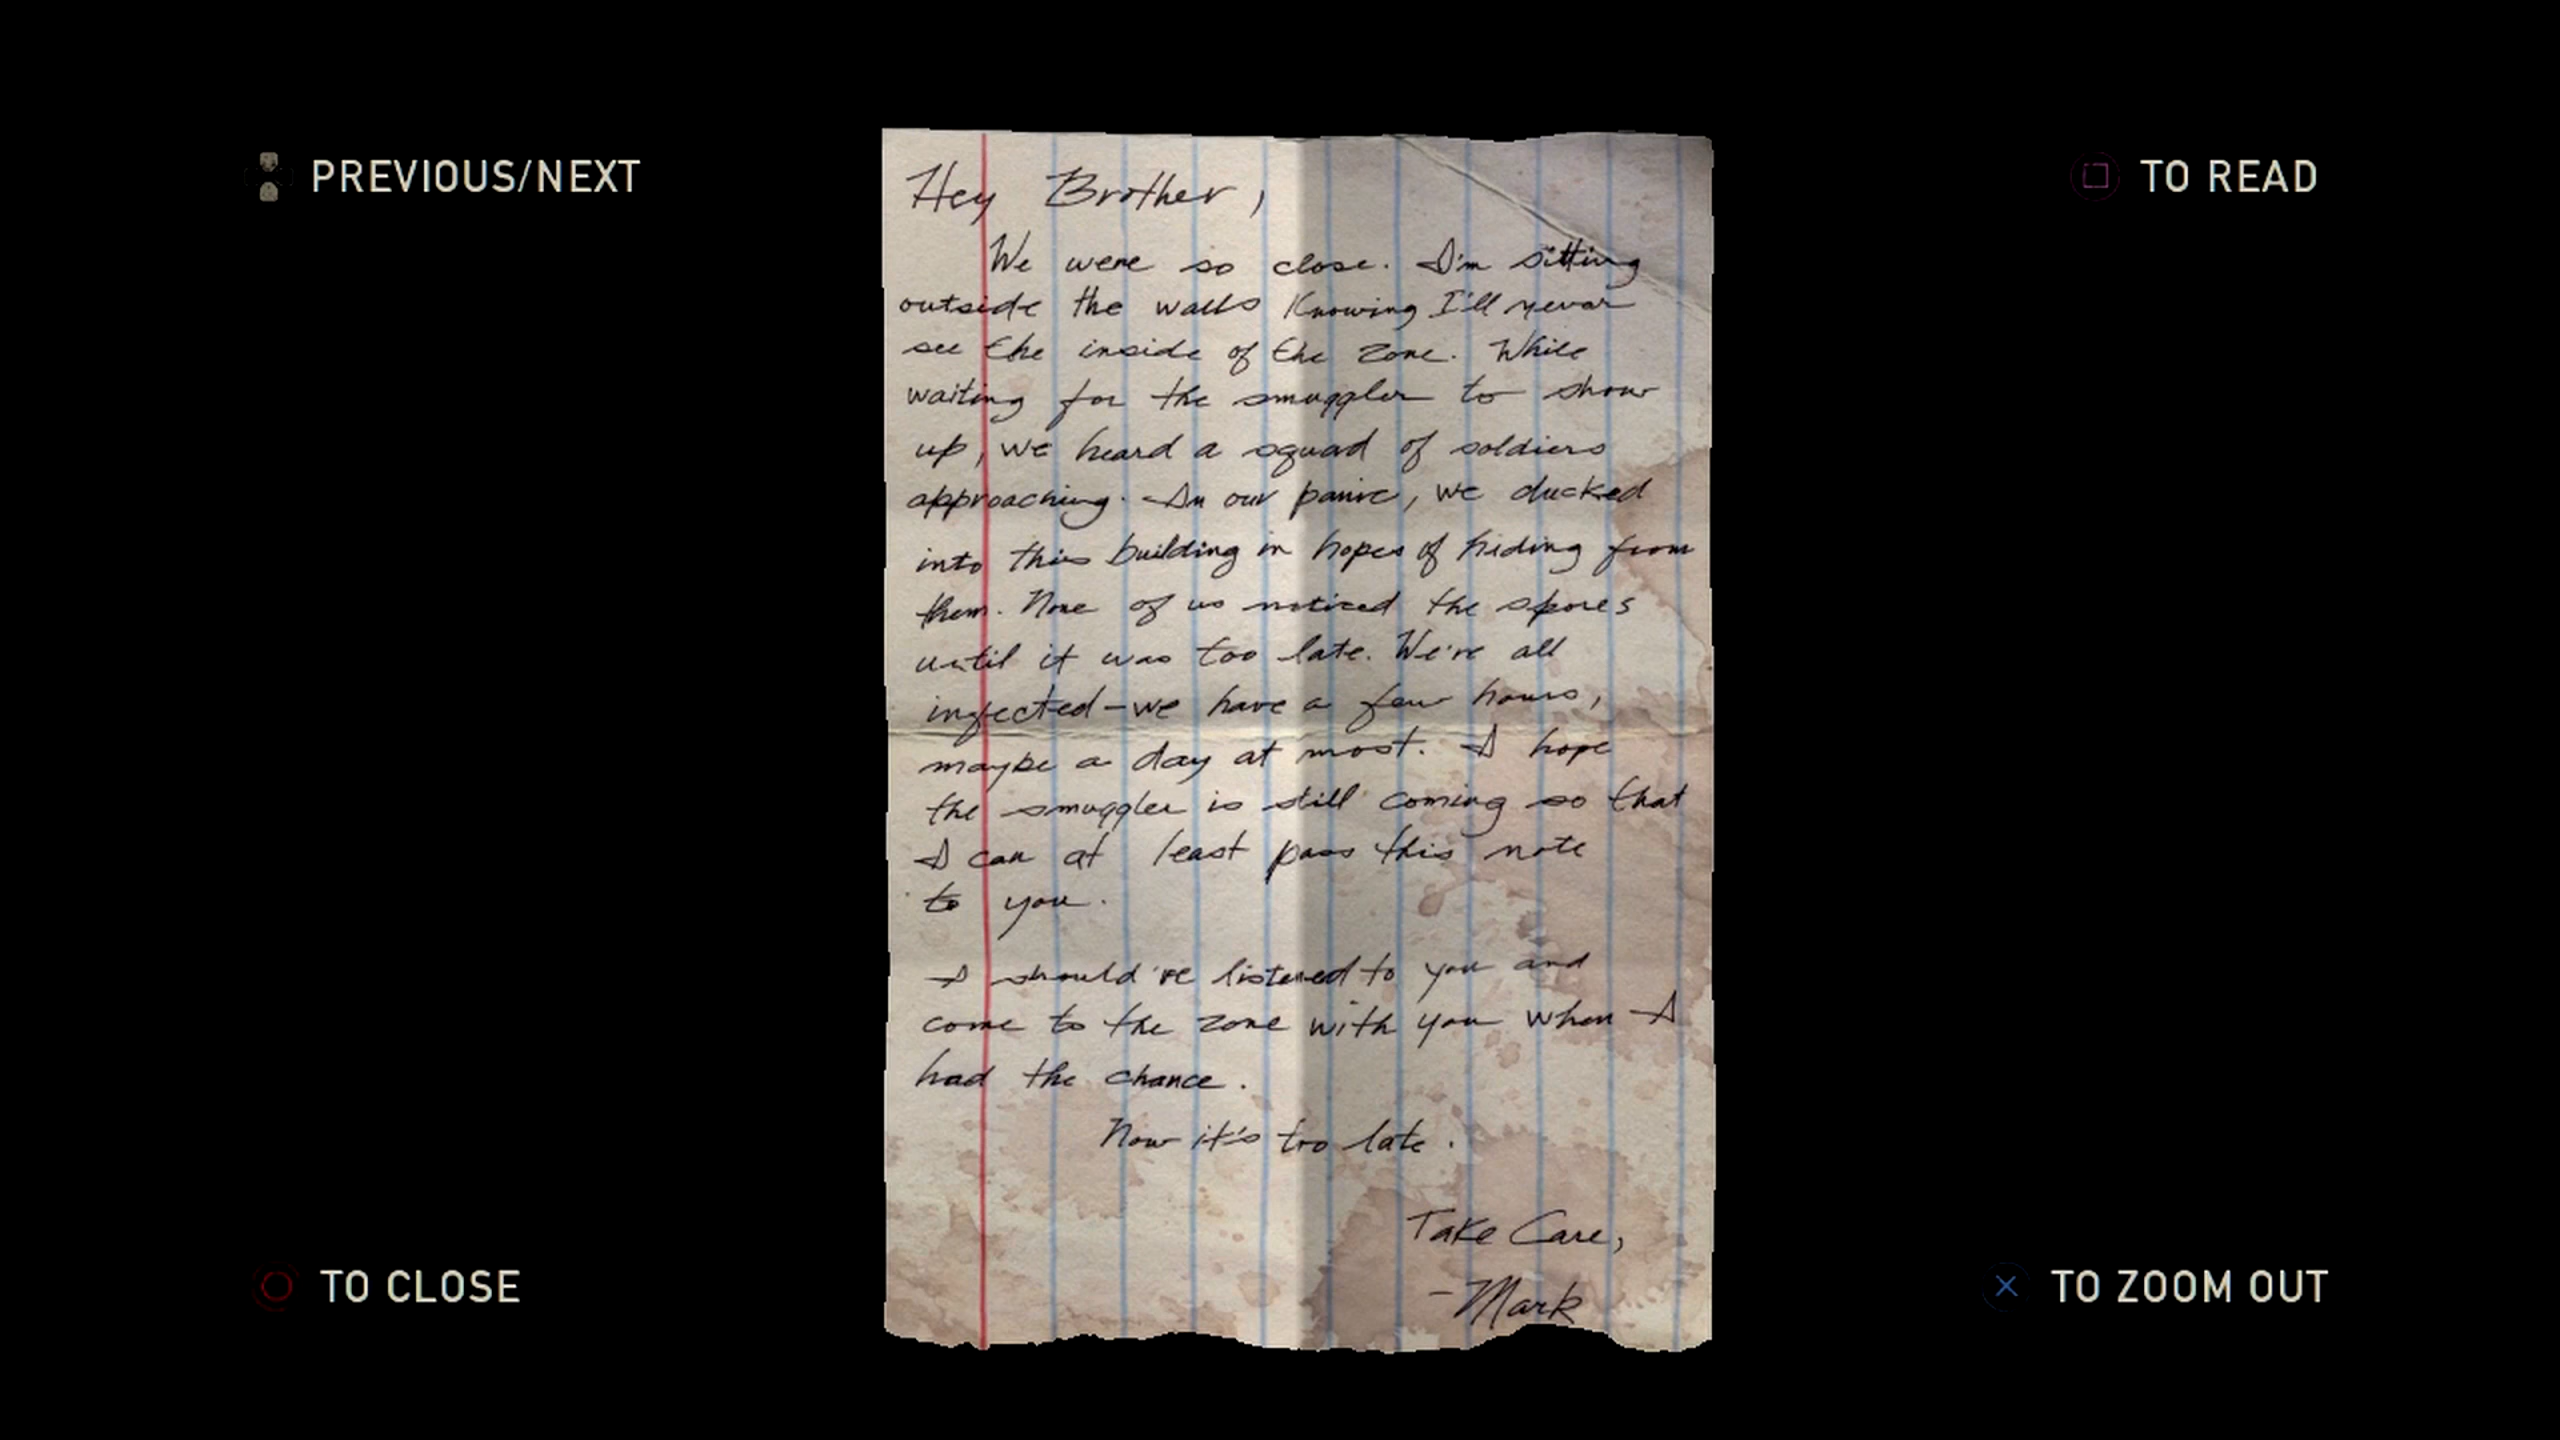 PREVIOUS/NEXT
TO READ
Hey Brother,
We were so close. I'm sitting
outside the walls knowing I'll never
see the inside of the zone. While
waiting for the smuggler to show
up, we heard a squad of soldiers
approaching. In our panic, we ducked
into this building in hopes of hiding from
them. None of us noticed the spores
until it was too late. We're all
infected-we have a few hours,
maybe a day at most. I hope
the smuggler is still coming so that
I can at least pass this note
to you.
I should've listened to you and
come to the zone with you when I
had the chance.
Now it's too late.
Take Care,
-Mark
TO CLOSE
TO ZOOM OUT